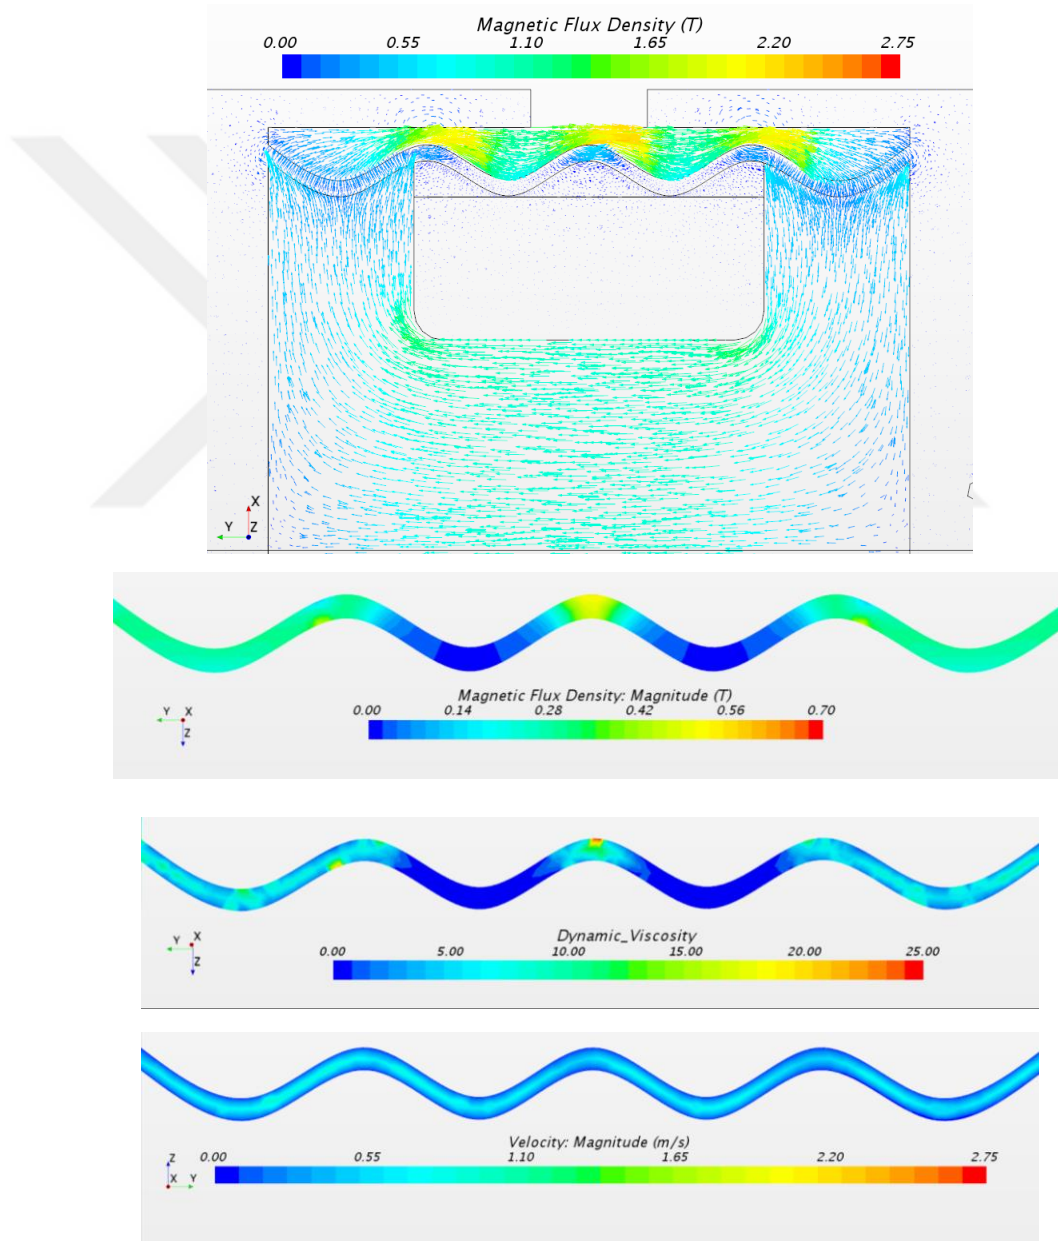 Magnetic Flux Density (T)
0.00 0.55 1.10 1.65 2.20 2.75
X
Y Z
Magnetic Flux Density: Magnitude (T)
0.00 0.14 0.28 0.42 0.56 0.70
Y X
Z
Dynamic_Viscosity
0.00 5.00 10.00 15.00 20.00 25.00
Y X
Z
Velocity: Magnitude (m/s)
Z 0.00 0.55 1.10 1.65 2.20 2.75
X Y